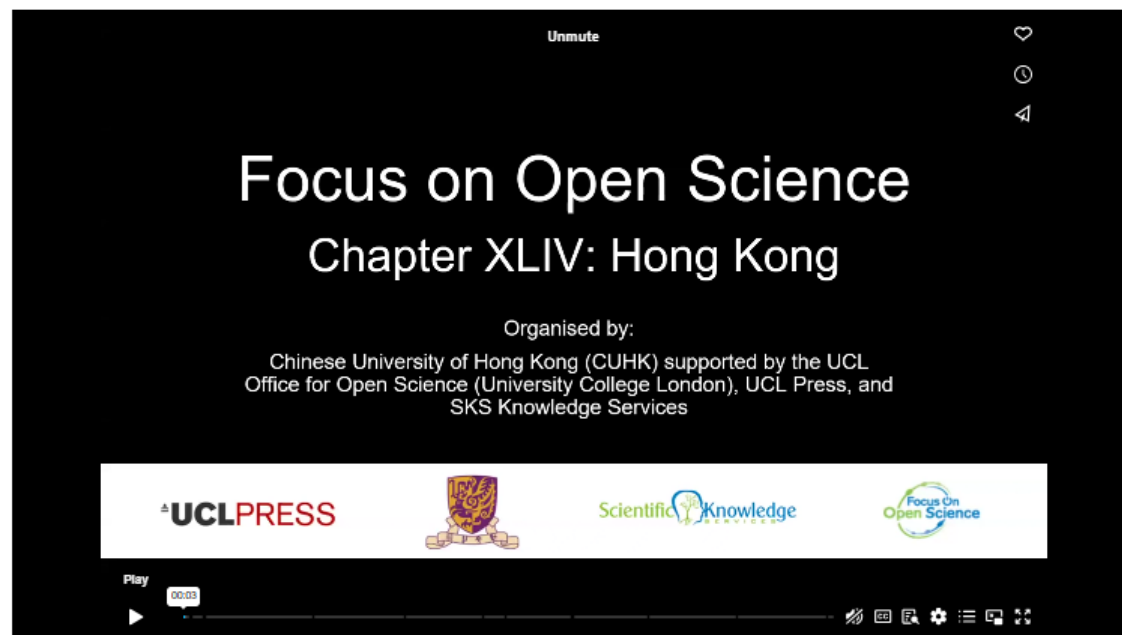 Unmute
Focus on Open Science
Chapter XLIV: Hong Kong
Organised by:
Chinese University of Hong Kong (CUHK) supported by the UCL
Office for Open Science (University College London), UCL Press, and
SKS Knowledge Services
UCLPRESS
Scientific Knowledge
SERVICES
Focus On
Open Science
Play
00:03
CC